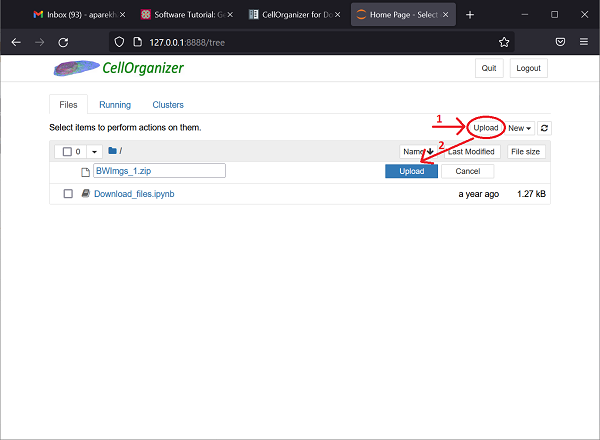 Inbox (93) - aparekh
Software Tutorial: Ge
CellOrganizer for Do
Home Page - Select
127.0.0.1:8888/tree
CellOrganizer
Quit
Logout
Files
Running
Clusters
Select items to perform actions on them.
1
Upload
New
0
/
2
Name
Last Modified
File size
BWImgs_1.zip
Upload
Cancel
Download_files.ipynb
a year ago
1.27 kB